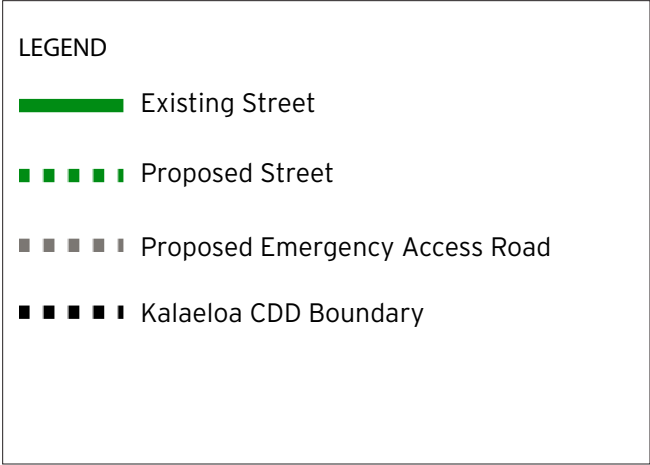 LEGEND
Existing Street
Proposed Street
Proposed Emergency Access Road
Kalaeloa CDD Boundary